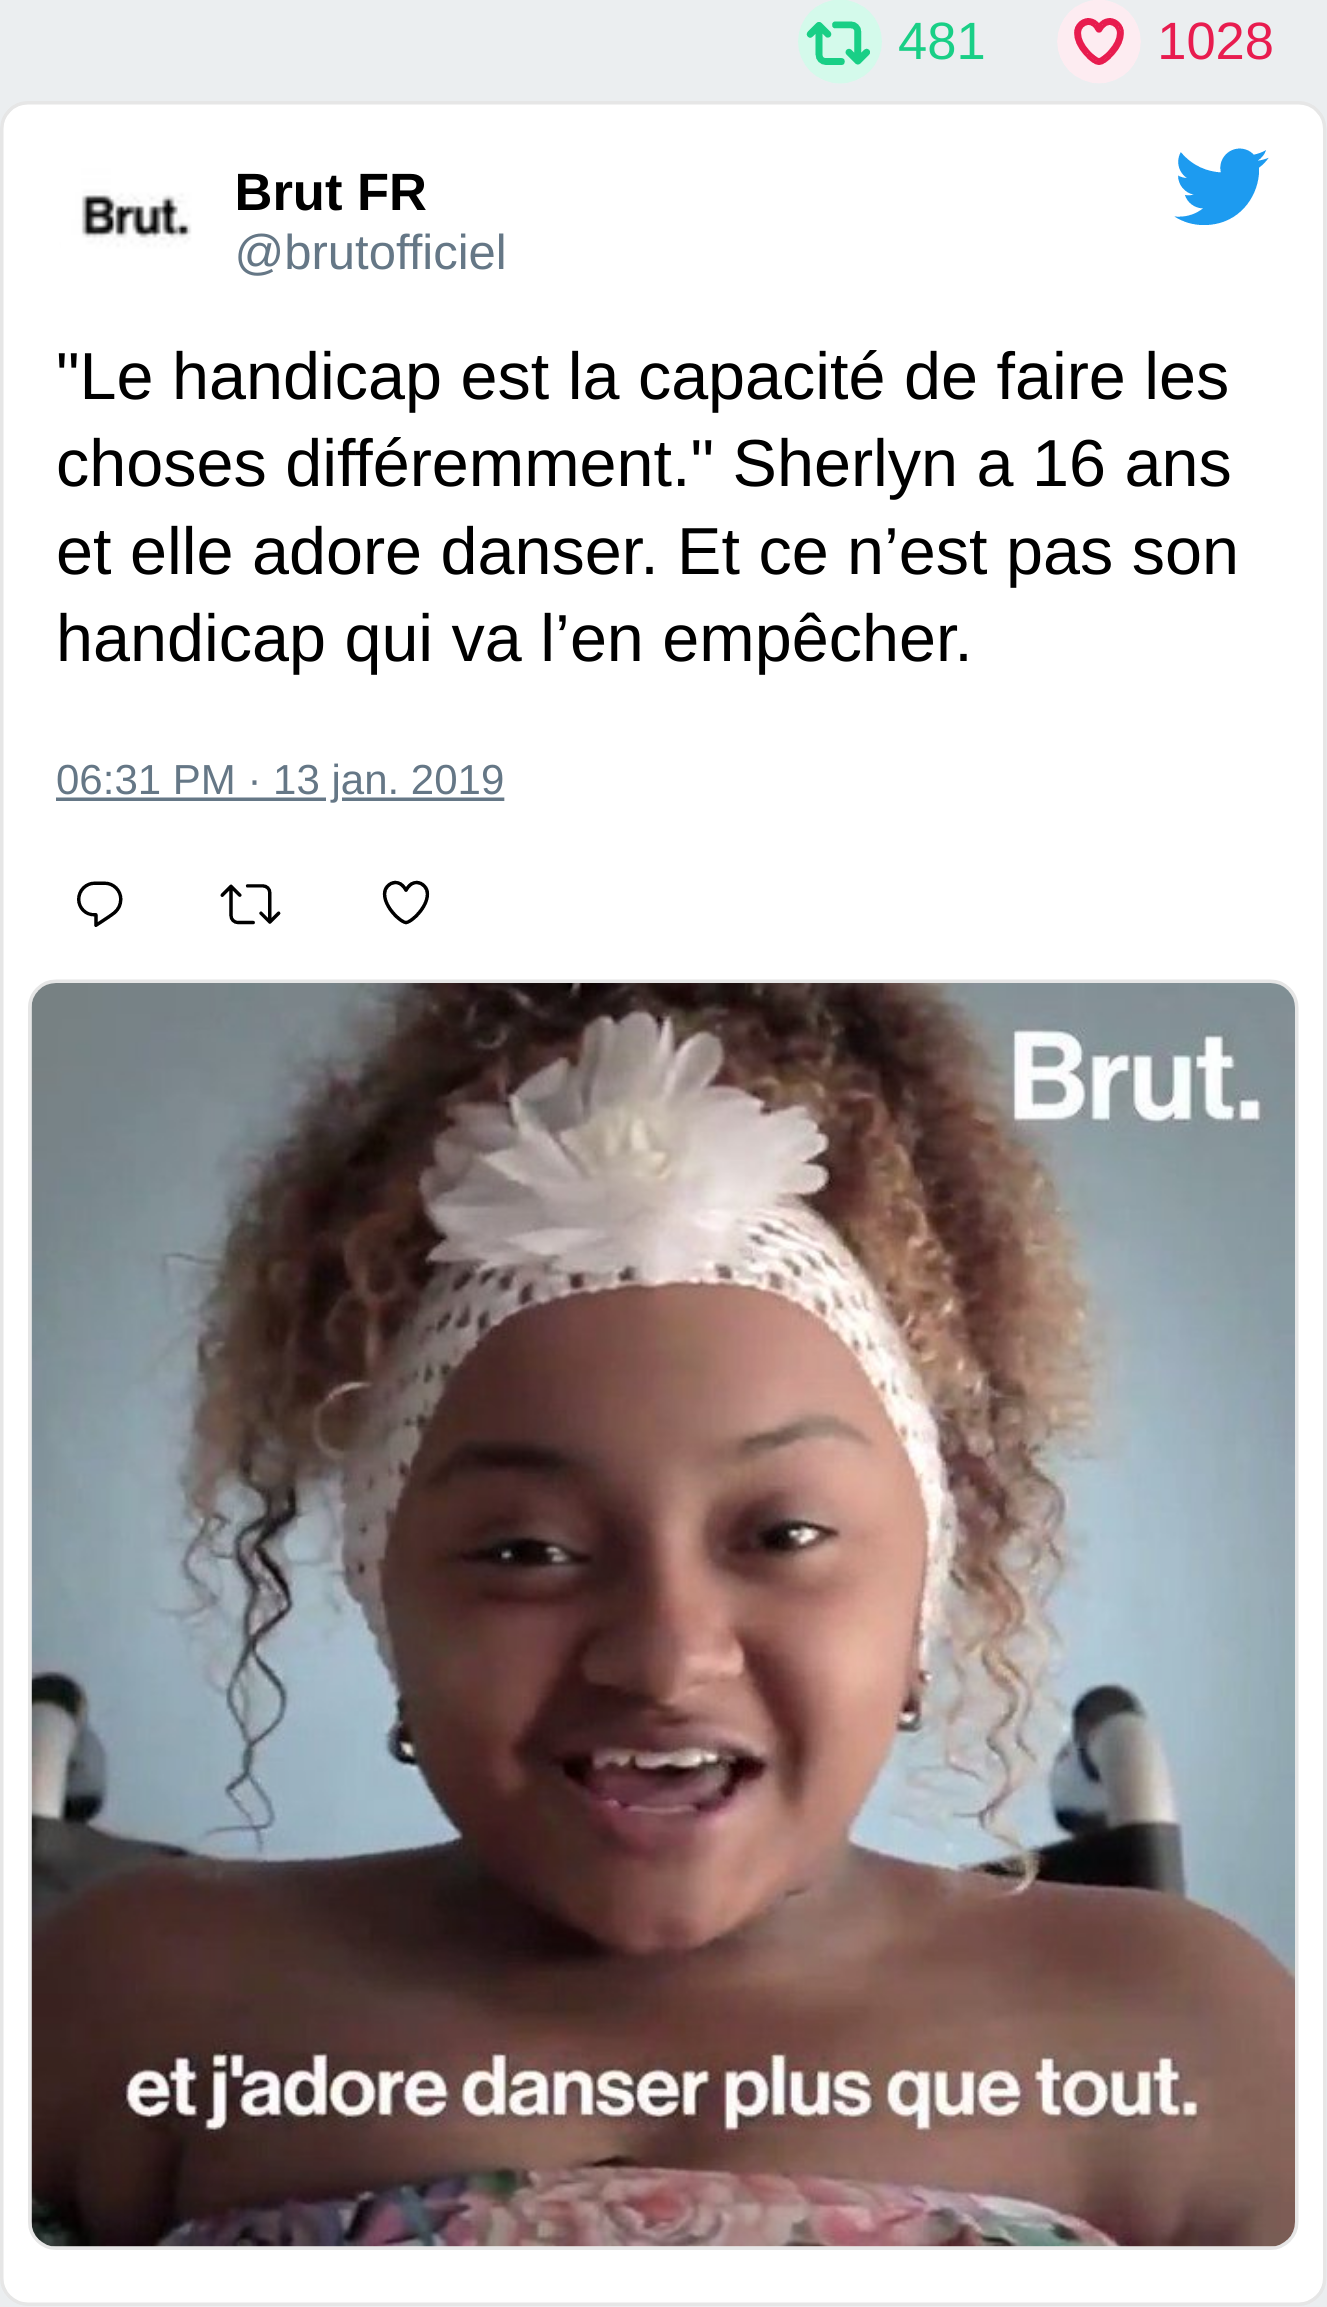 481 1028
Brut.
Brut FR
@brutofficiel
"Le handicap est la capacité de faire les
choses différemment." Sherlyn a 16 ans
et elle adore danser. Et ce n’est pas son
handicap qui va l’en empêcher.
06:31 PM · 13 jan. 2019
Brut.
et j'adore danser plus que tout.